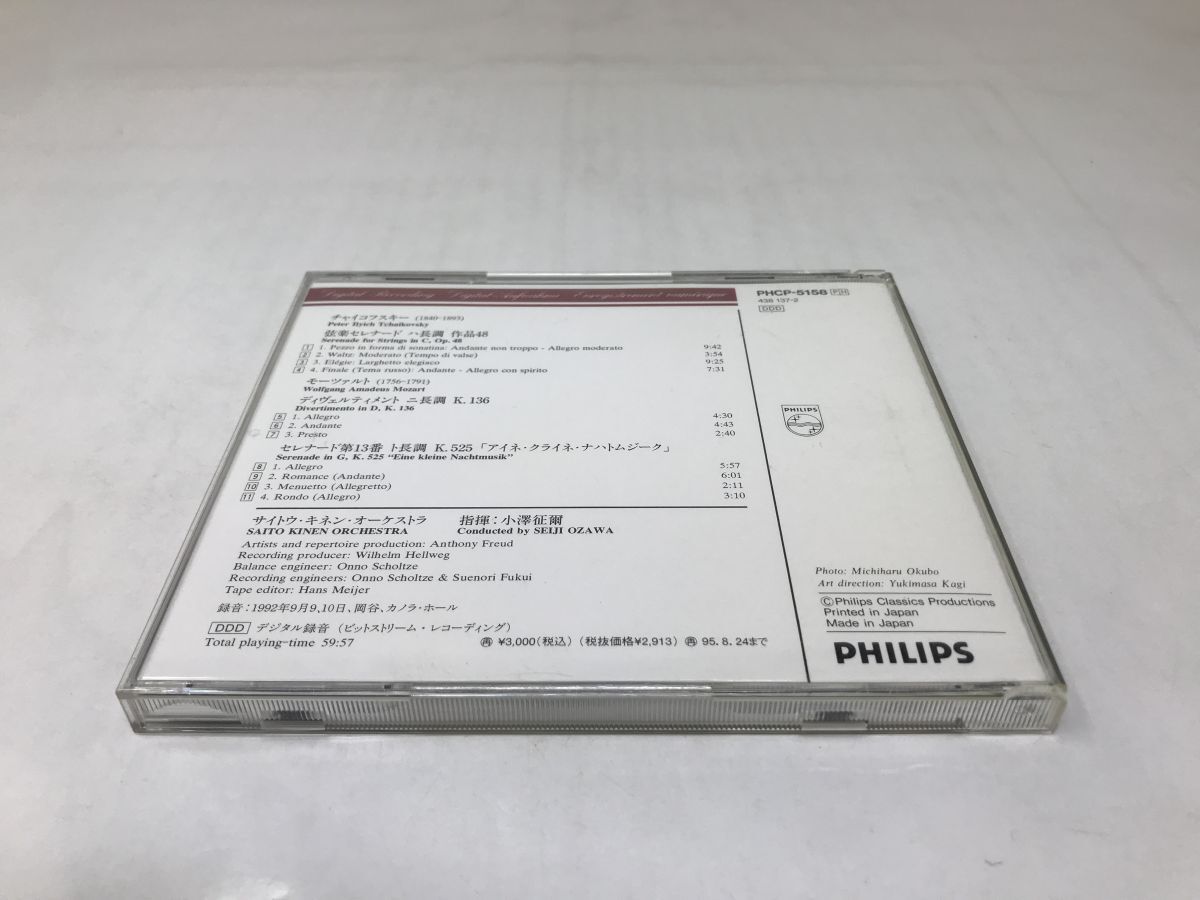 Digital Recording Digital-Aufnahme Enregistrement numérique
チャイコフスキー (1840-1893)
Peter Ilyich Tchaikovsky
弦楽セレナード ハ長調 作品48
Serenade for Strings in C, Op. 48
1 1. Pezzo in forma di sonatina: Andante non troppo - Allegro moderato 9:42
2 2. Waltz: Moderato (Tempo di valse) 3:54
3 3. Elégie: Larghetto elegiaco 9:25
4 4. Finale (Tema russo): Andante - Allegro con spirito 7:31
モーツァルト (1756-1791)
Wolfgang Amadeus Mozart
ディヴェルティメント ニ長調 K.136
Divertimento in D, K. 136
5 1. Allegro 4:30
6 2. Andante 4:43
7 3. Presto 2:40
セレナード第13番 ト長調 K.525「アイネ・クライネ・ナハトムジーク」
Serenade in G, K. 525 "Eine kleine Nachtmusik"
8 1. Allegro 5:57
9 2. Romance (Andante) 6:01
10 3. Menuetto (Allegretto) 2:11
11 4. Rondo (Allegro) 3:10
サイトウ・キネン・オーケストラ 指揮：小澤征爾
SAITO KINEN ORCHESTRA Conducted by SEIJI OZAWA
Artists and repertoire production: Anthony Freud
Recording producer: Wilhelm Hellweg
Balance engineer: Onno Scholtze
Recording engineers: Onno Scholtze & Suenori Fukui
Tape editor: Hans Meijer
録音：1992年9月9、10日、岡谷、カノラ・ホール
DDD デジタル録音（ビットストリーム・レコーディング）
Total playing-time 59:57 再 ¥3,000(税込) (税抜価格¥2,913) 再 95.8.24まで
PHCP-5158 PH
438 137-2
DDD
PHILIPS
Photo: Michiharu Okubo
Art direction: Yukimasa Kagi
©Philips Classics Productions
Printed in Japan
Made in Japan
PHILIPS